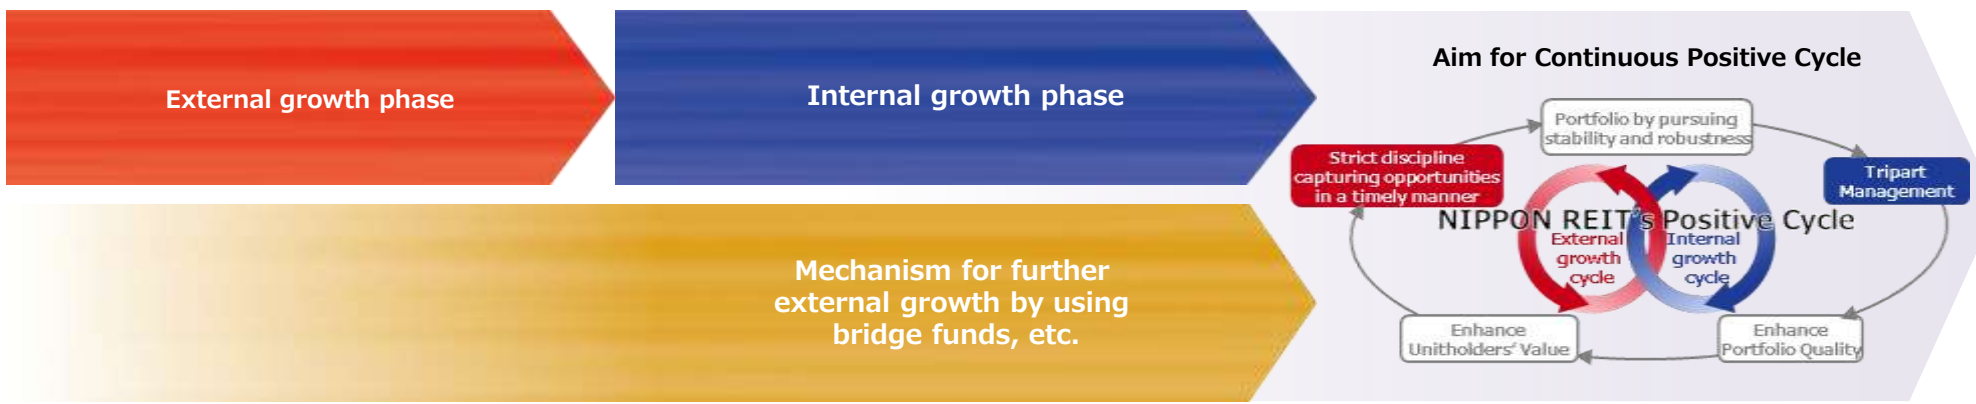 External growth phase
Internal growth phase
Mechanism for further
external growth by using
bridge funds, etc.
Aim for Continuous Positive Cycle
Portfolio by pursuing
stability and robustness
Strict discipline
capturing opportunities
in a timely manner
Tripart
Management
NIPPON REIT's Positive Cycle
External
growth
cycle
Internal
growth
cycle
Enhance
Unitholders' Value
Enhance
Portfolio Quality